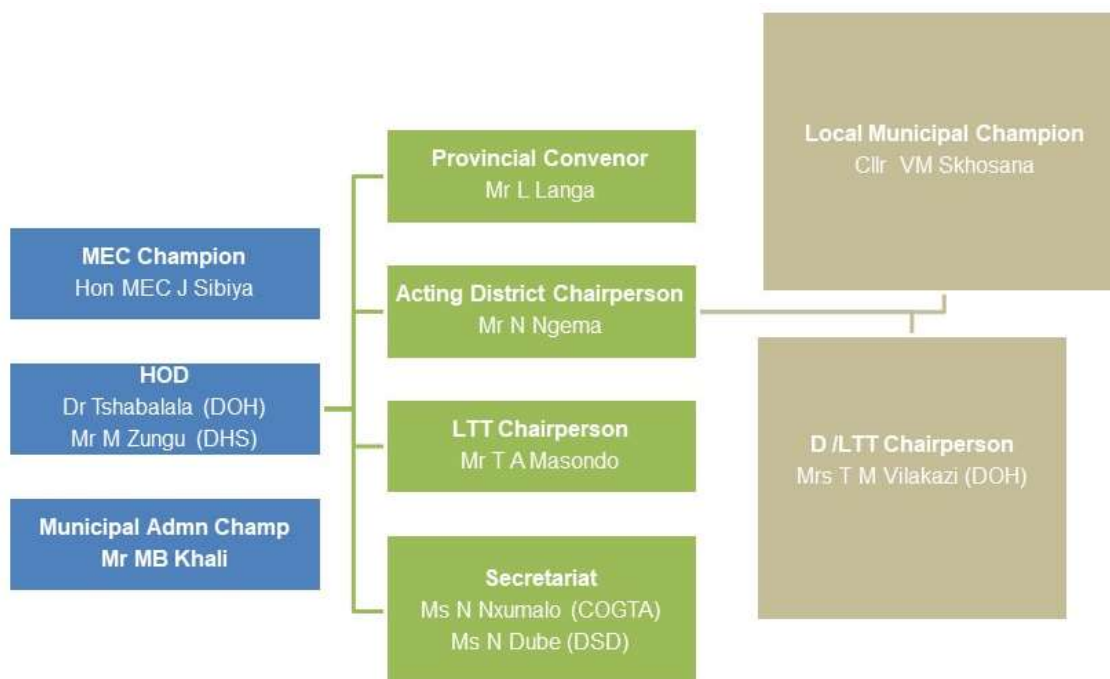 MEC Champion
Hon MEC J Sibiya
HOD
Dr Tshabalala (DOH)
Mr M Zungu (DHS)
Municipal Admn Champ
Mr MB Khali
Provincial Convenor
Mr L Langa
Acting District Chairperson
Mr N Ngema
LTT Chairperson
Mr T A Masondo
Secretariat
Ms N Nxumalo (COGTA)
Ms N Dube (DSD)
Local Municipal Champion
Cllr VM Skhosana
D /LTT Chairperson
Mrs T M Vilakazi (DOH)